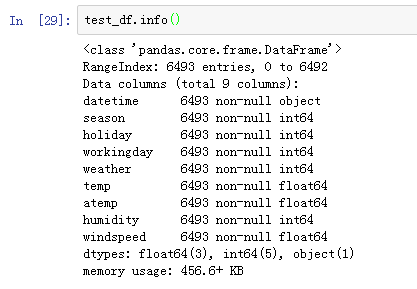 In [29]: test_df.info()
<class 'pandas.core.frame.DataFrame'>
RangeIndex: 6493 entries, 0 to 6492
Data columns (total 9 columns):
datetime 6493 non-null object
season 6493 non-null int64
holiday 6493 non-null int64
workingday 6493 non-null int64
weather 6493 non-null int64
temp 6493 non-null float64
atemp 6493 non-null float64
humidity 6493 non-null int64
windspeed 6493 non-null float64
dtypes: float64(3), int64(5), object(1)
memory usage: 456.6+ KB